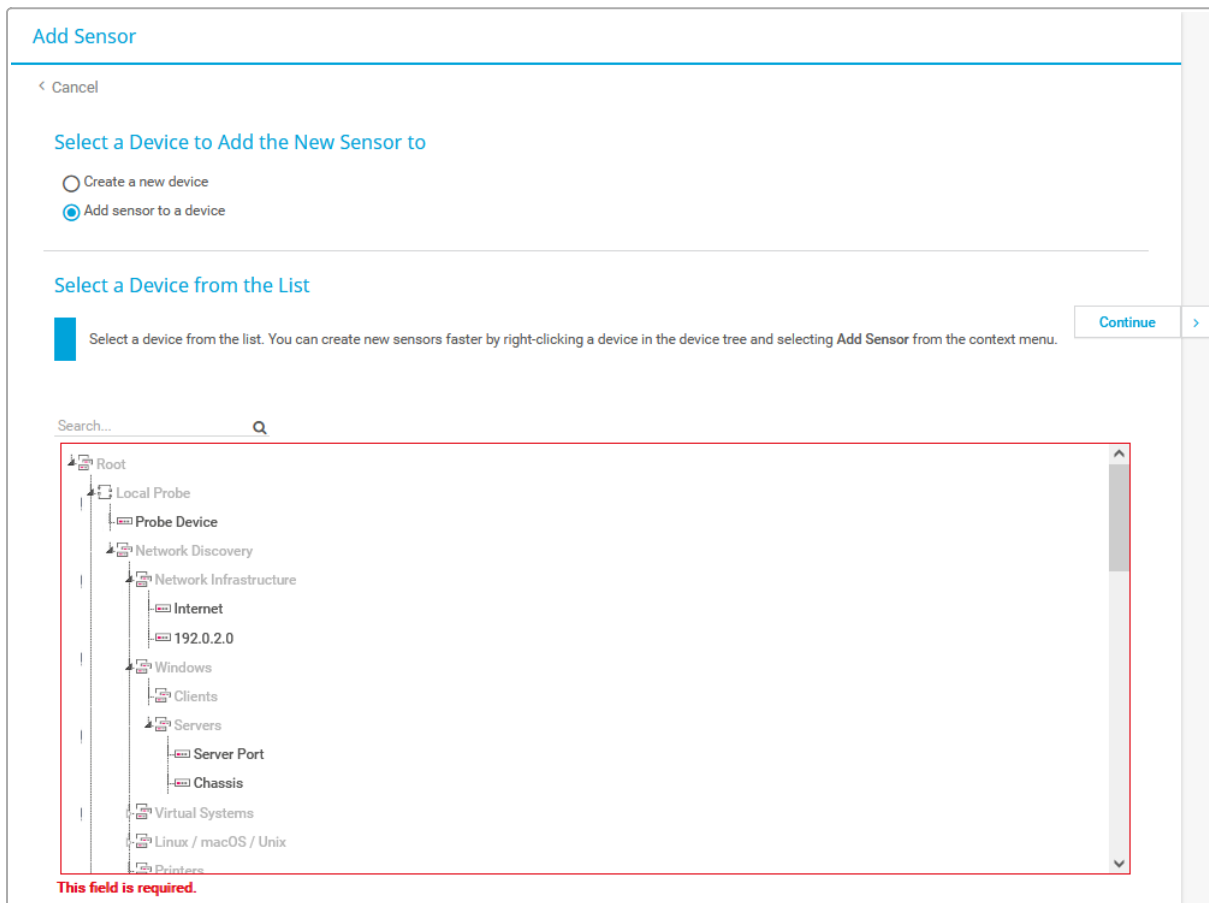 Add Sensor
Cancel
Select a Device to Add the New Sensor to
Create a new device
Add sensor to a device
Select a Device from the List
Continue
Select a device from the list. You can create new sensors faster by right-clicking a device in the device tree and selecting Add Sensor from the context menu.
Search...
Root
Local Probe
Probe Device
Network Discovery
Network Infrastructure
Internet
192.0.2.0
Windows
Clients
Servers
Server Port
Chassis
Virtual Systems
Linux / macOS / Unix
Printers
This field is required.